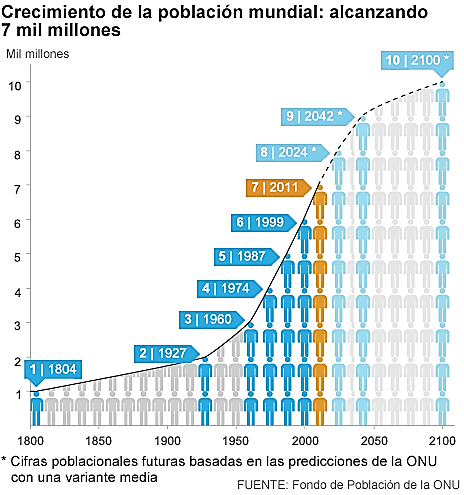 Crecimiento de la población mundial: alcanzando
7 mil millones
Mil millones
10 | 2100 *
10
9 | 2042 *
9
8 | 2024 *
8
7 | 2011
7
6 | 1999
6
5 | 1987
5
4 | 1974
4
3 | 1960
3
2 | 1927
2
1 | 1804
1
1800 1850 1900 1950 2000 2050 2100
* Cifras poblacionales futuras basadas en las predicciones de la ONU
con una variante media
FUENTE: Fondo de Población de la ONU